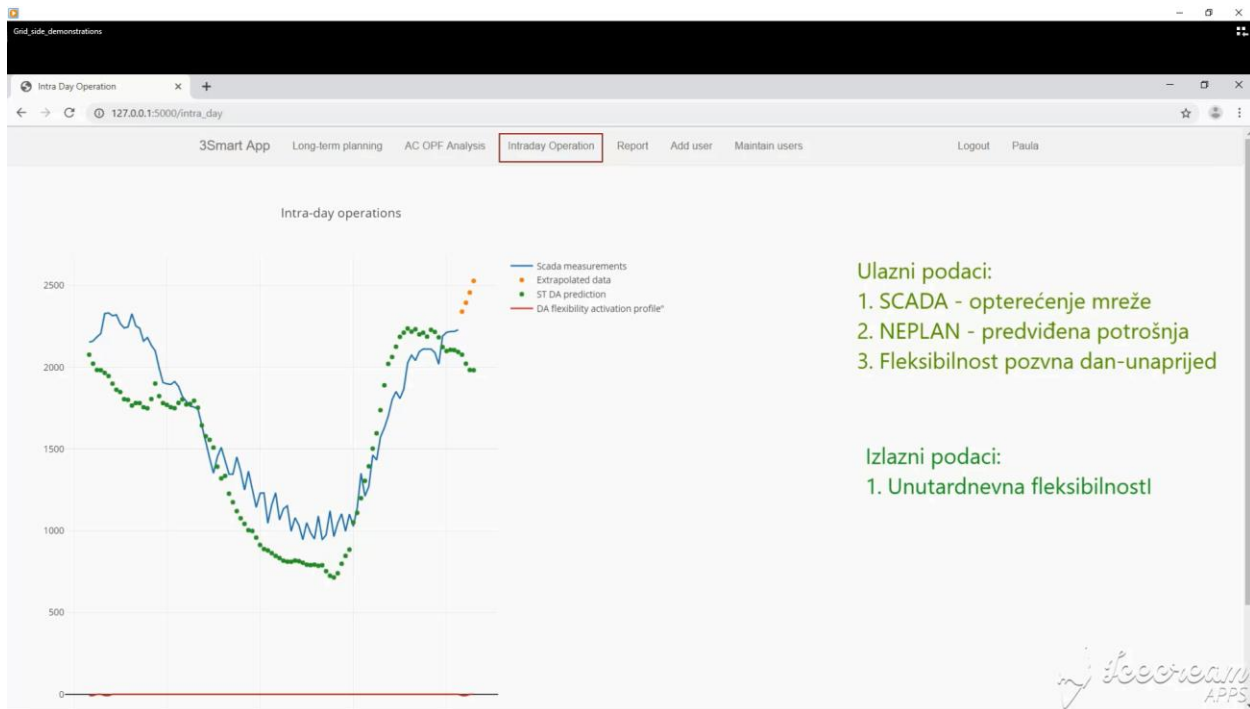 Grid_side_demonstrations
Intra Day Operation
127.0.0.1:5000/intra_day
3Smart App Long-term planning AC OPF Analysis Intraday Operation Report Add user Maintain users Logout Paula
Intra-day operations
Scada measurements
Extrapolated data
ST DA prediction
DA flexibility activation profile"
2500
2000
1500
1000
500
0
Ulazni podaci:
1. SCADA - opterećenje mreže
2. NEPLAN - predviđena potrošnja
3. Fleksibilnost pozvna dan-unaprijed
Izlazni podaci:
1. Unutardnevna fleksibilnostI
Icecream
APPS